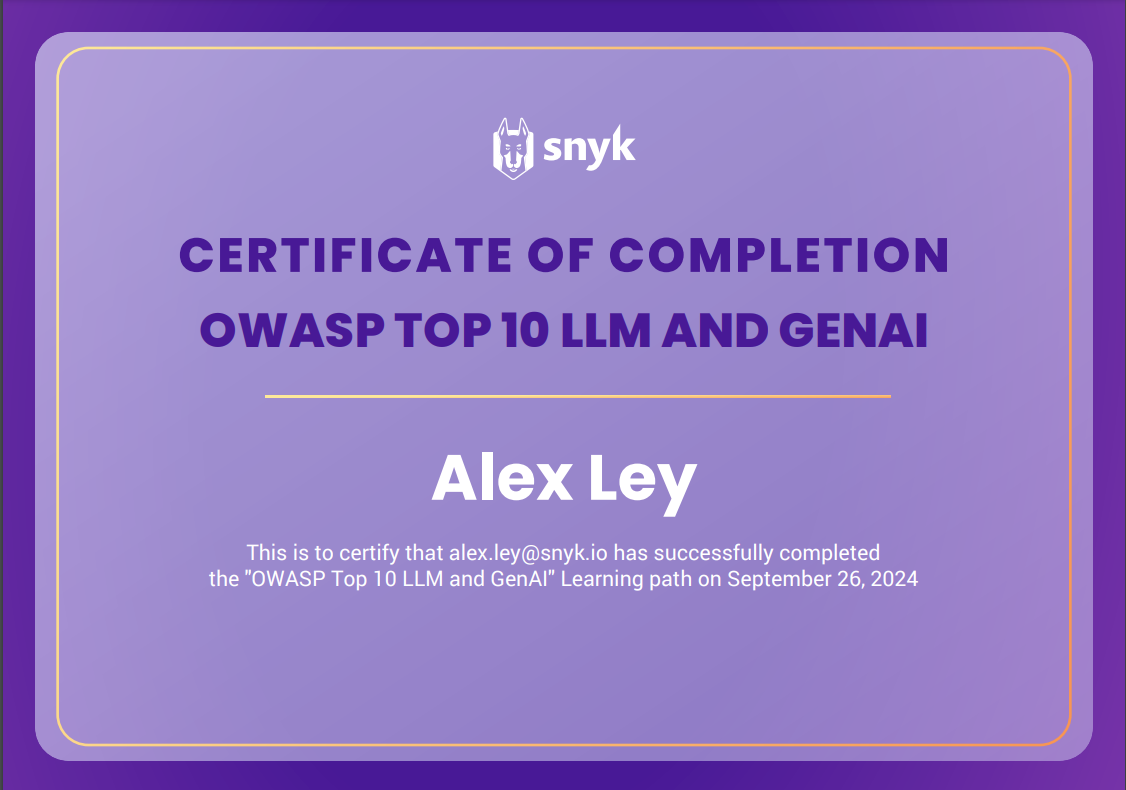 snyk
CERTIFICATE OF COMPLETION
OWASP TOP 10 LLM AND GENAI
Alex Ley
This is to certify that alex.ley@snyk.io has successfully completed
the "OWASP Top 10 LLM and GenAI" Learning path on September 26, 2024